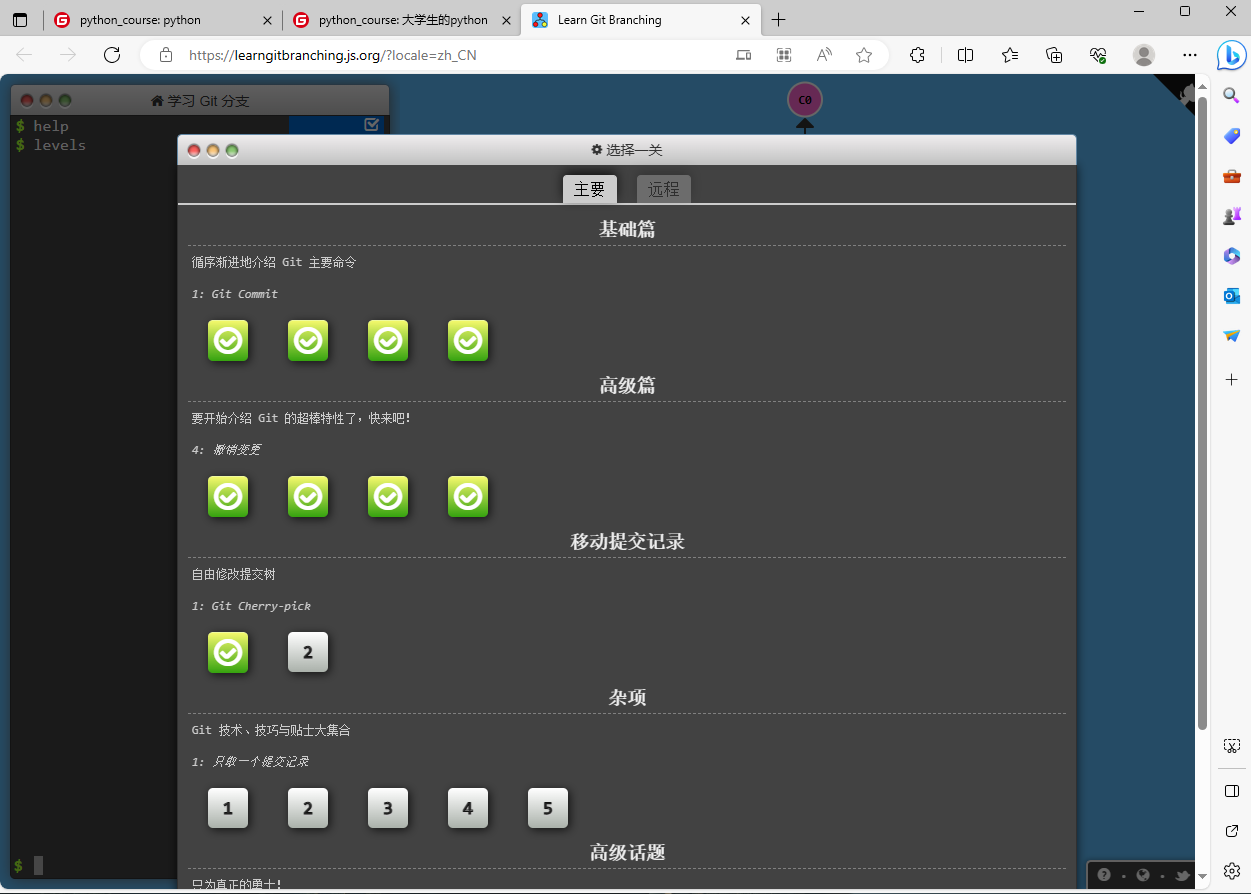 python_course: python
python_course: 大学生的python
Learn Git Branching
https://learngitbranching.js.org/?locale=zh_CN
学习 Git 分支
C0
$ help
$ levels
选择一关
主要
远程
基础篇
循序渐进地介绍 Git 主要命令
1: Git Commit
高级篇
要开始介绍 Git 的超棒特性了，快来吧!
4: 撤销变更
移动提交记录
自由修改提交树
1: Git Cherry-pick
2
杂项
Git 技术、技巧与贴士大集合
1: 只取一个提交记录
1 2 3 4 5
高级话题
只为真正的勇士!
$